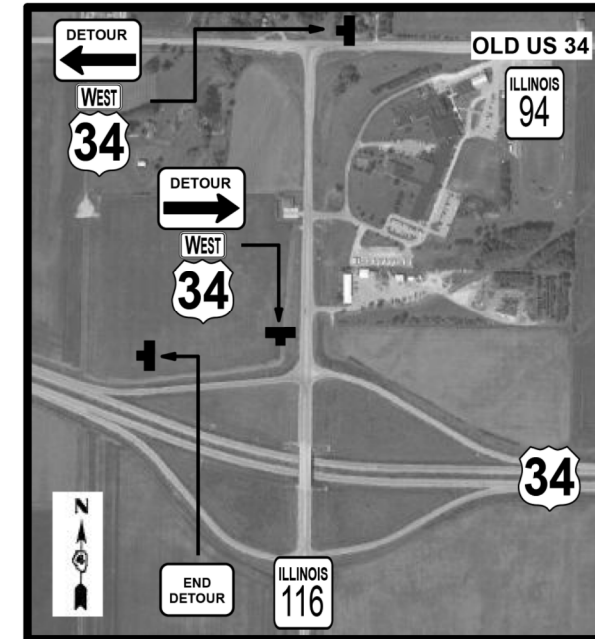 DETOUR
WEST
34
OLD US 34
ILLINOIS
94
DETOUR
WEST
34
34
N
END
DETOUR
ILLINOIS
116